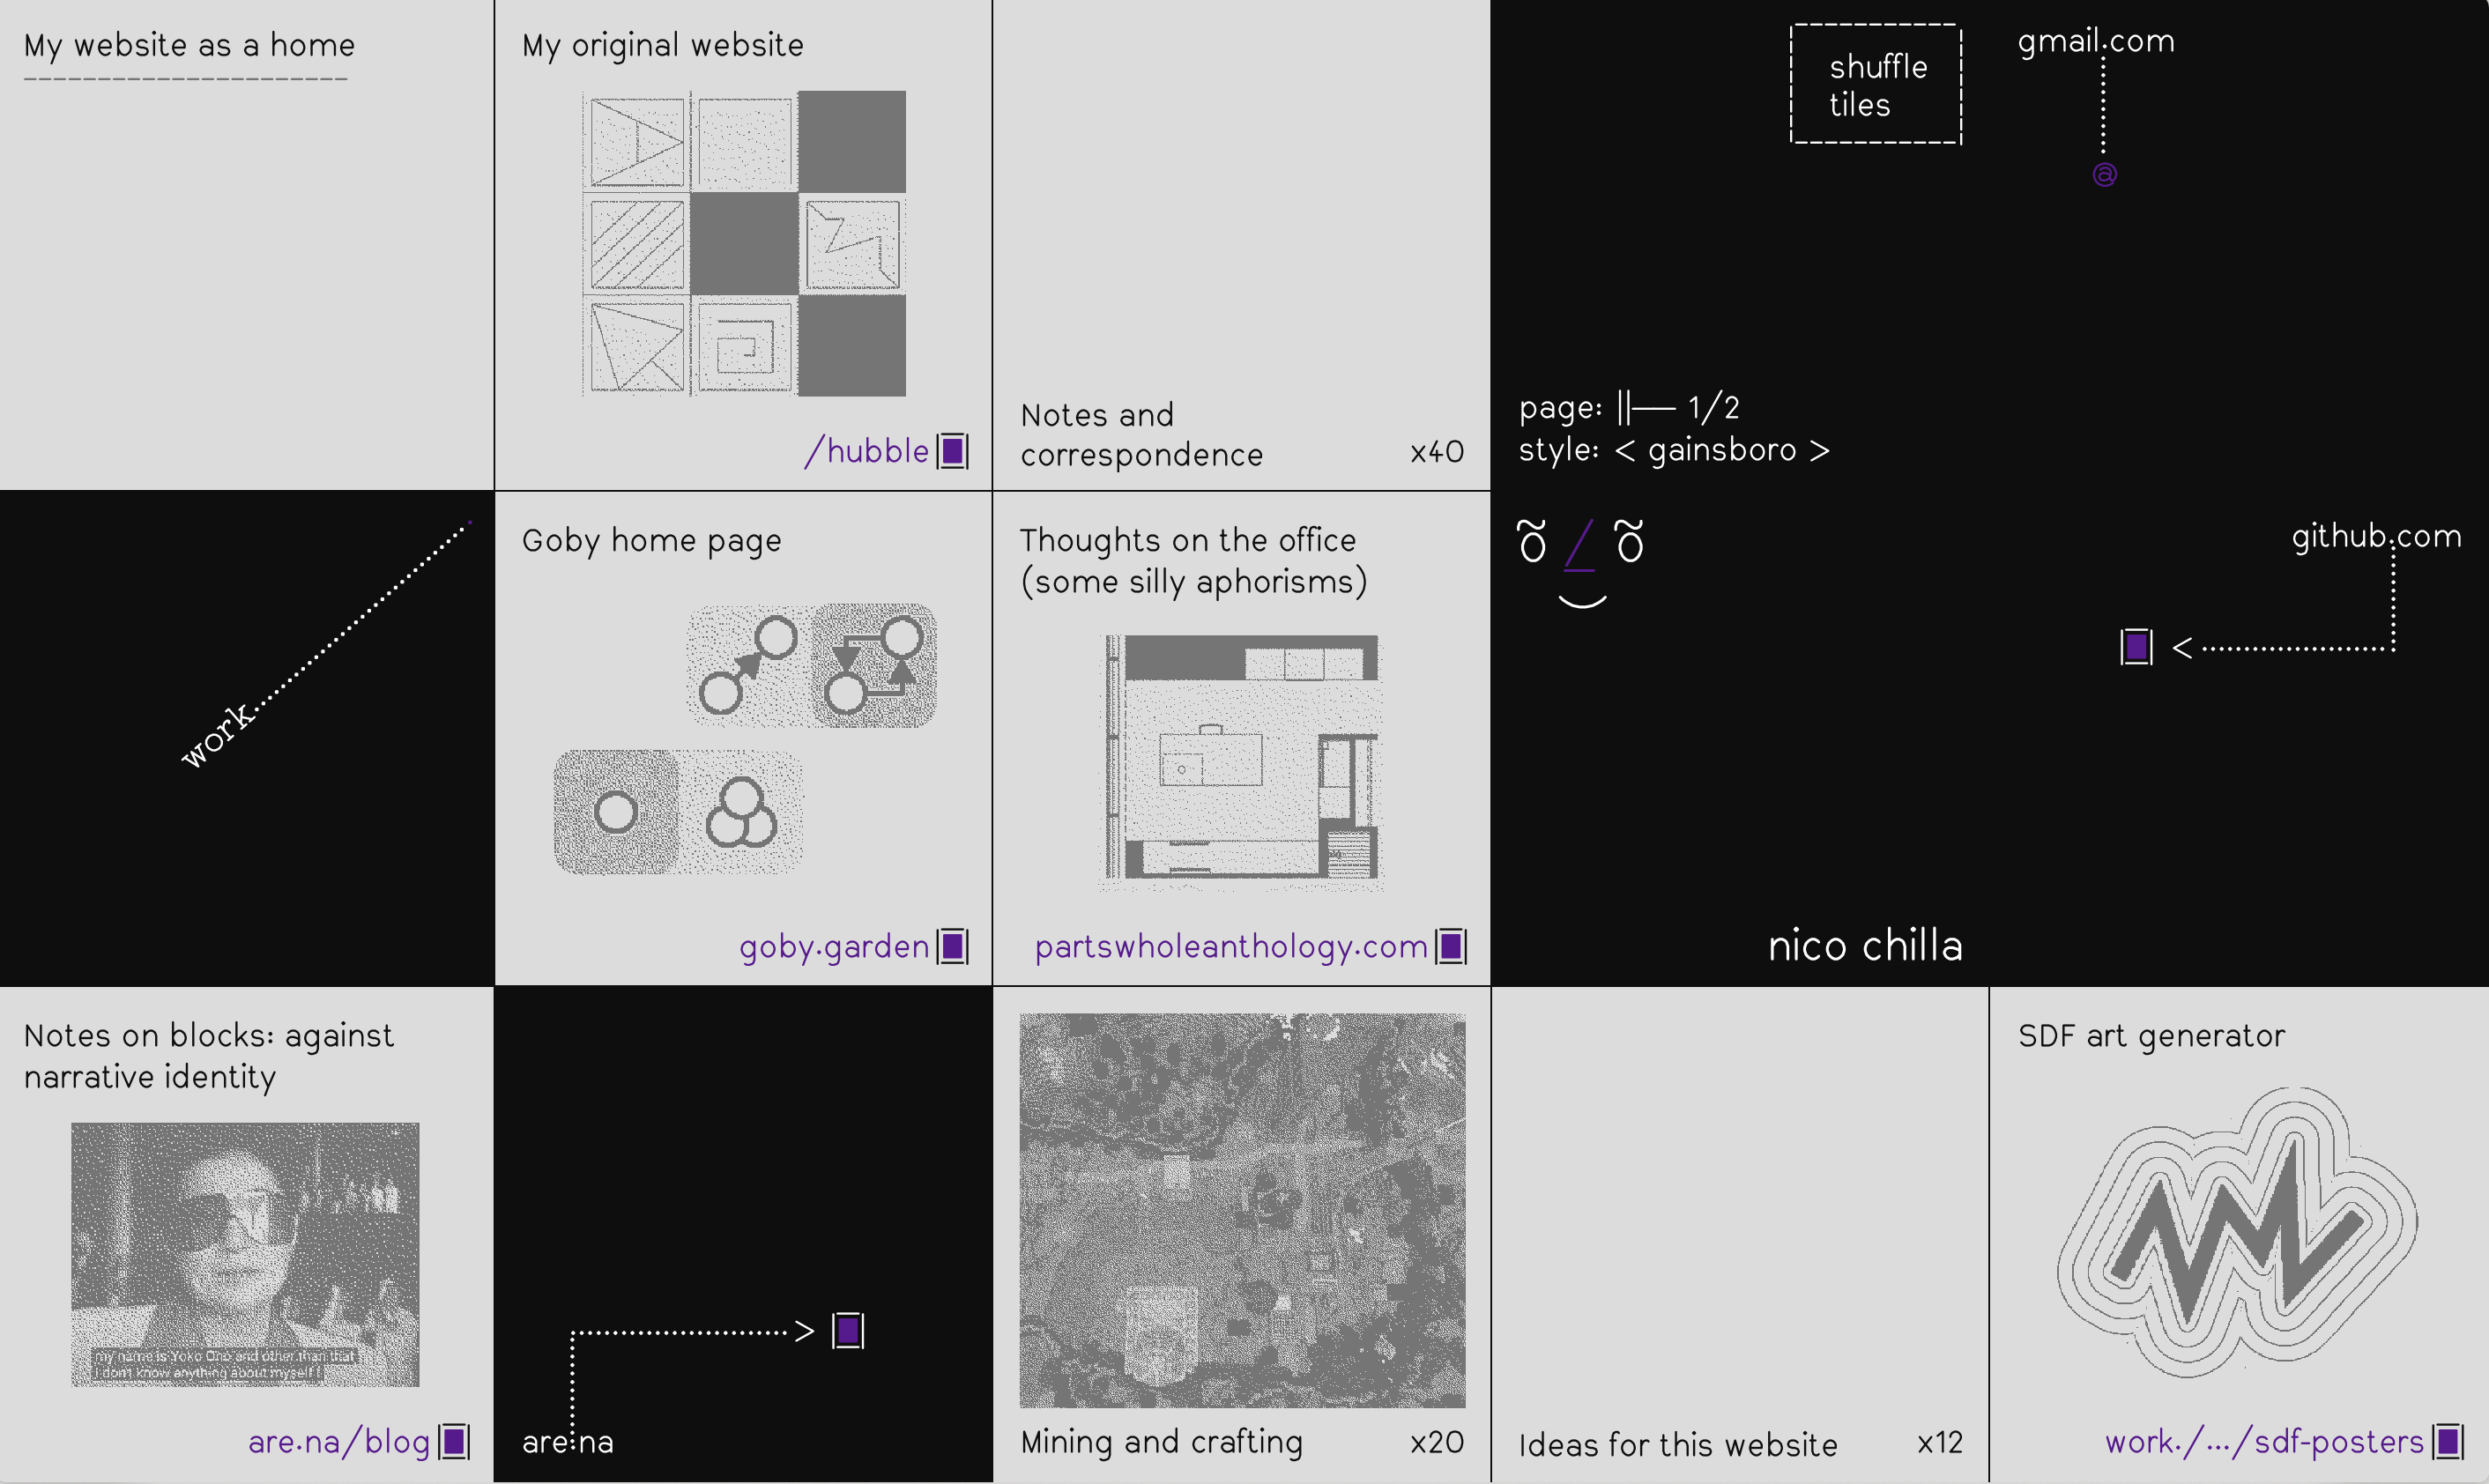 My website as a home
My original website
/hubble
Notes and
correspondence
x40
shuffle
tiles
gmail.com
@
page: ||— 1/2
style: < gainsboro >
work
Goby home page
goby.garden
Thoughts on the office
(some silly aphorisms)
partswholeanthology.com
github.com
<
nico chilla
Notes on blocks: against
narrative identity
my name is Yoko Ono and other than that
I don't know anything about myself
are.na/blog
>
are.na
Mining and crafting
x20
Ideas for this website
x12
SDF art generator
work./.../sdf-posters